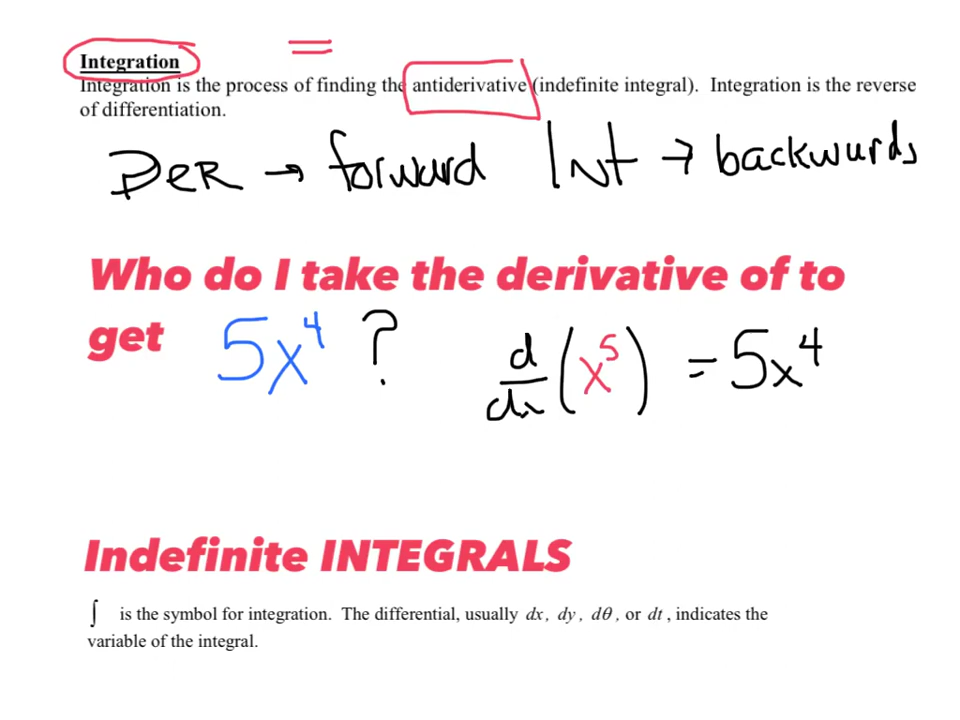 =
Integration
Integration is the process of finding the antiderivative (indefinite integral). Integration is the reverse
of differentiation.
DER → forward Int → backwurds
Who do I take the derivative of to
get 5x⁴ ? d/dx (x⁵) = 5x⁴
Indefinite INTEGRALS
∫ is the symbol for integration. The differential, usually dx, dy, dθ, or dt, indicates the
variable of the integral.